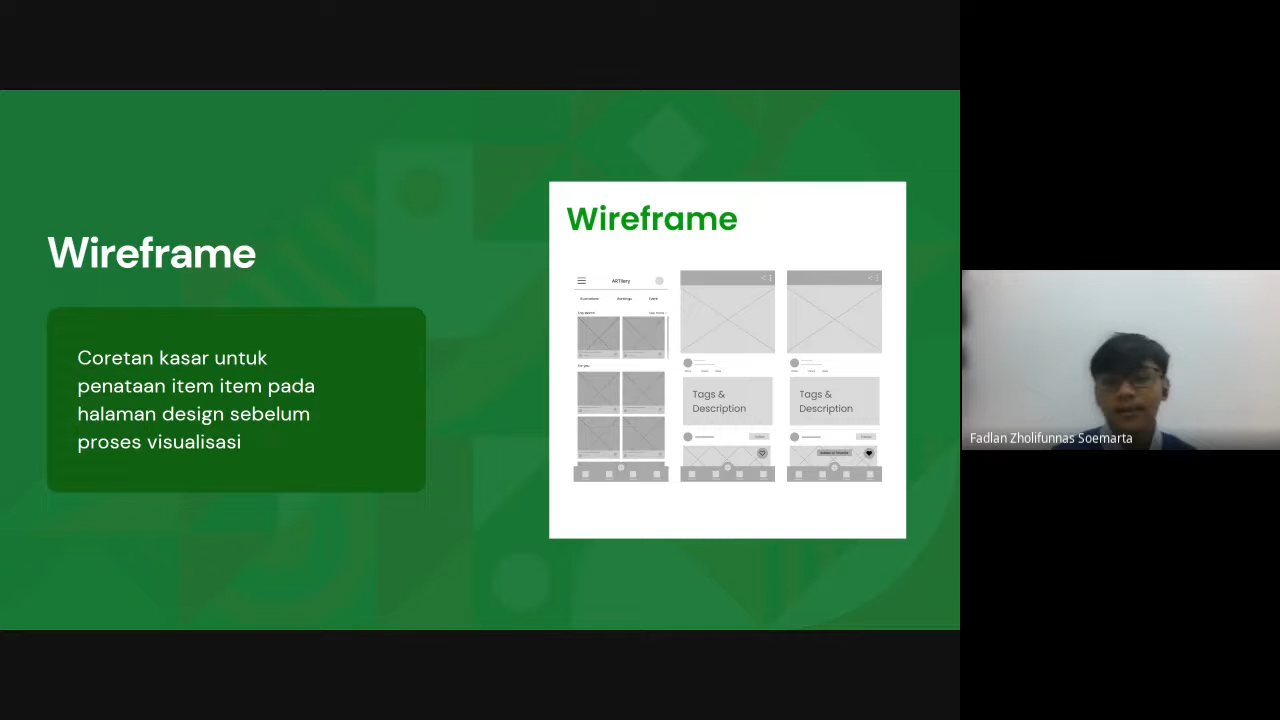 Wireframe
Coretan kasar untuk
penataan item item pada
halaman design sebelum
proses visualisasi
Wireframe
ARTllery
Tags &
Description
Tags &
Description
Fadlan Zholifunnas Soemarta